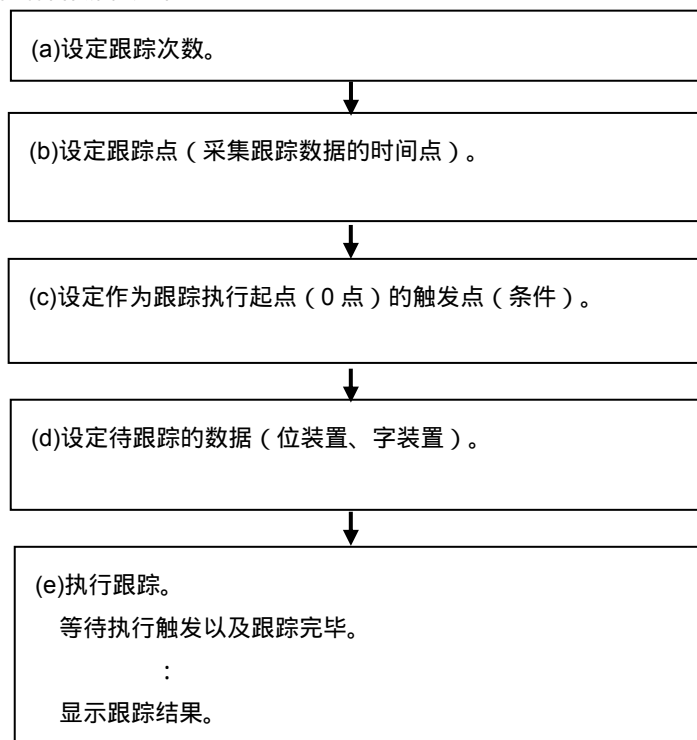 (a)设定跟踪次数。
(b)设定跟踪点（采集跟踪数据的时间点）。
(c)设定作为跟踪执行起点（0 点）的触发点（条件）。
(d)设定待跟踪的数据（位装置、字装置）。
(e)执行跟踪。
等待执行触发以及跟踪完毕。
：
显示跟踪结果。